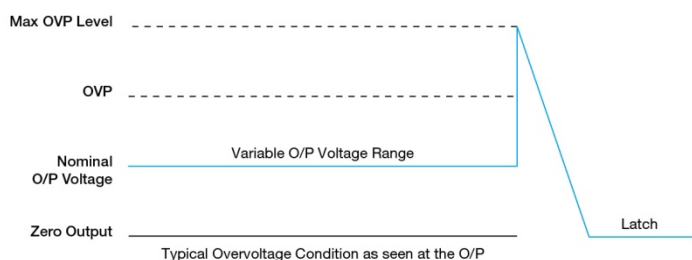 Max OVP Level
OVP
Variable O/P Voltage Range
Nominal
O/P Voltage
Latch
Zero Output
Typical Overvoltage Condition as seen at the O/P